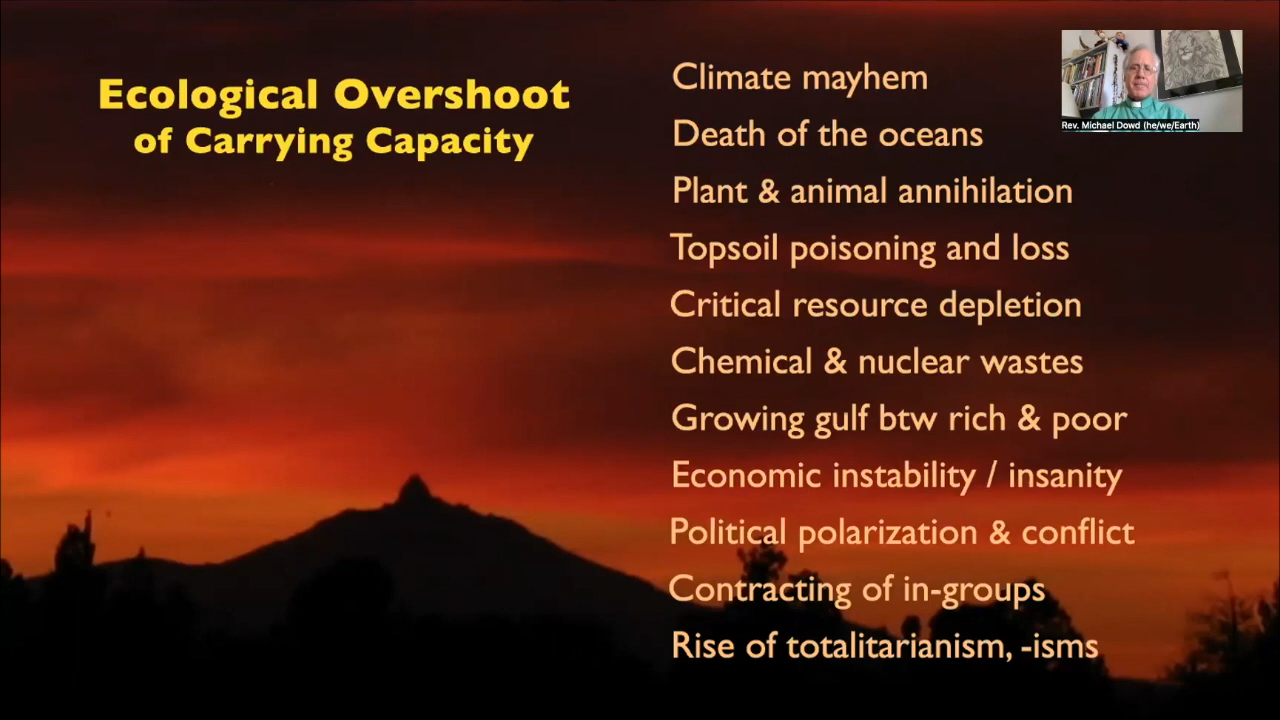 Ecological Overshoot
of Carrying Capacity
Climate mayhem
Death of the oceans
Plant & animal annihilation
Topsoil poisoning and loss
Critical resource depletion
Chemical & nuclear wastes
Growing gulf btw rich & poor
Economic instability / insanity
Political polarization & conflict
Contracting of in-groups
Rise of totalitarianism, -isms
Rev. Michael Dowd (he/we/Earth)